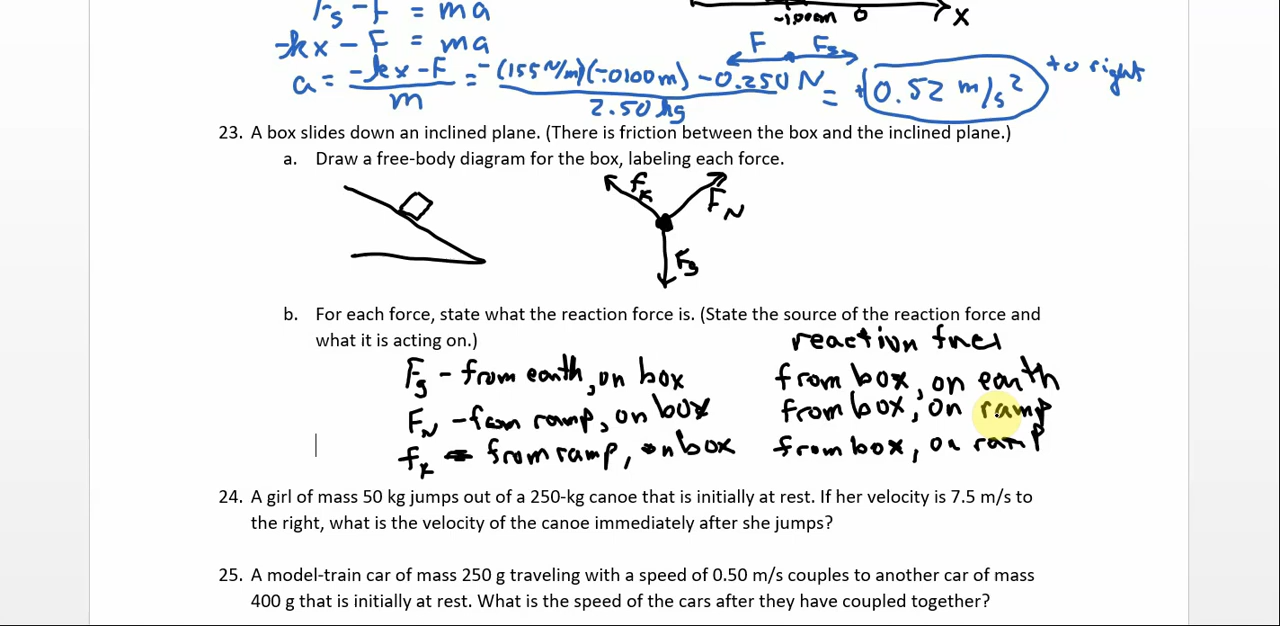 Fs - F = ma
-100m 0 X
-kx - F = ma
F Fs
a = -kx-F / m = -(155 N/m)(-.0100m) - 0.250 N / 2.50 kg = +0.52 m/s² to right
23. A box slides down an inclined plane. (There is friction between the box and the inclined plane.)
a. Draw a free-body diagram for the box, labeling each force.
fk FN
Fg
b. For each force, state what the reaction force is. (State the source of the reaction force and
what it is acting on.)
reaction
Fg - from earth, on box from box, on earth
FN - from ramp, on box from box, on ramp
fk - from ramp, on box from box, on ramp
24. A girl of mass 50 kg jumps out of a 250-kg canoe that is initially at rest. If her velocity is 7.5 m/s to
the right, what is the velocity of the canoe immediately after she jumps?
25. A model-train car of mass 250 g traveling with a speed of 0.50 m/s couples to another car of mass
400 g that is initially at rest. What is the speed of the cars after they have coupled together?